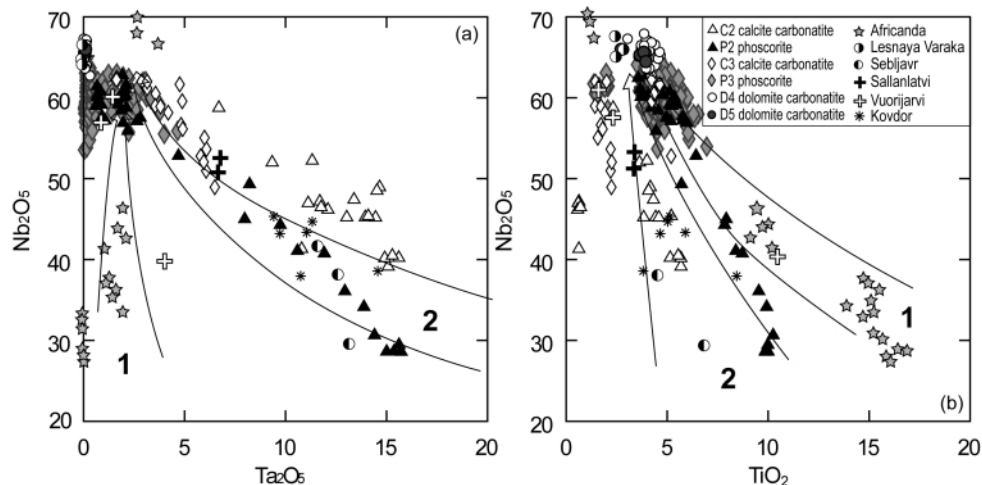 Nb₂O₅
70
60
50
40
30
20
(a)
1
2
0
5
10
15
20
Ta₂O₅
Nb₂O₅
70
60
50
40
30
20
C2 calcite carbonatite
P2 phoscorite
C3 calcite carbonatite
P3 phoscorite
D4 dolomite carbonatite
D5 dolomite carbonatite
Africanda
Lesnaya Varaka
Sebljavr
Sallanlatvi
Vuorijarvi
Kovdor
1
2
(b)
0
5
10
15
20
TiO₂